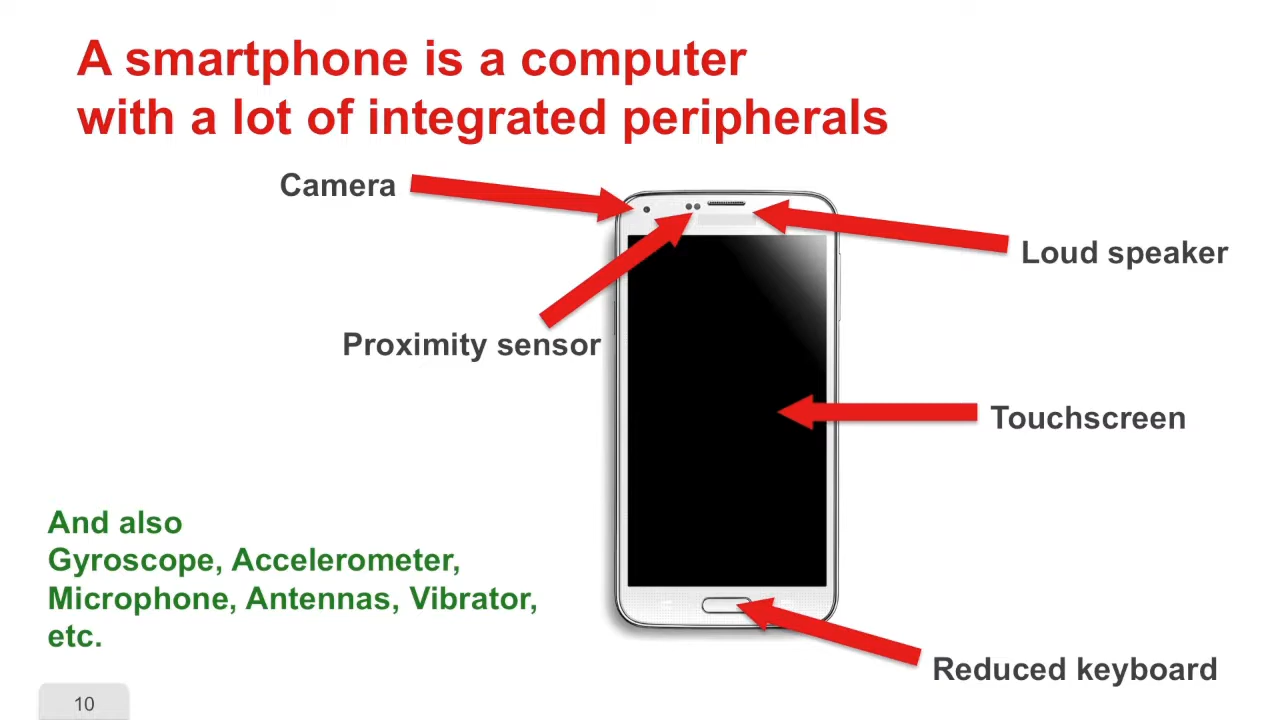 A smartphone is a computer
with a lot of integrated peripherals
Camera
Loud speaker
Proximity sensor
Touchscreen
And also
Gyroscope, Accelerometer,
Microphone, Antennas, Vibrator,
etc.
Reduced keyboard
10